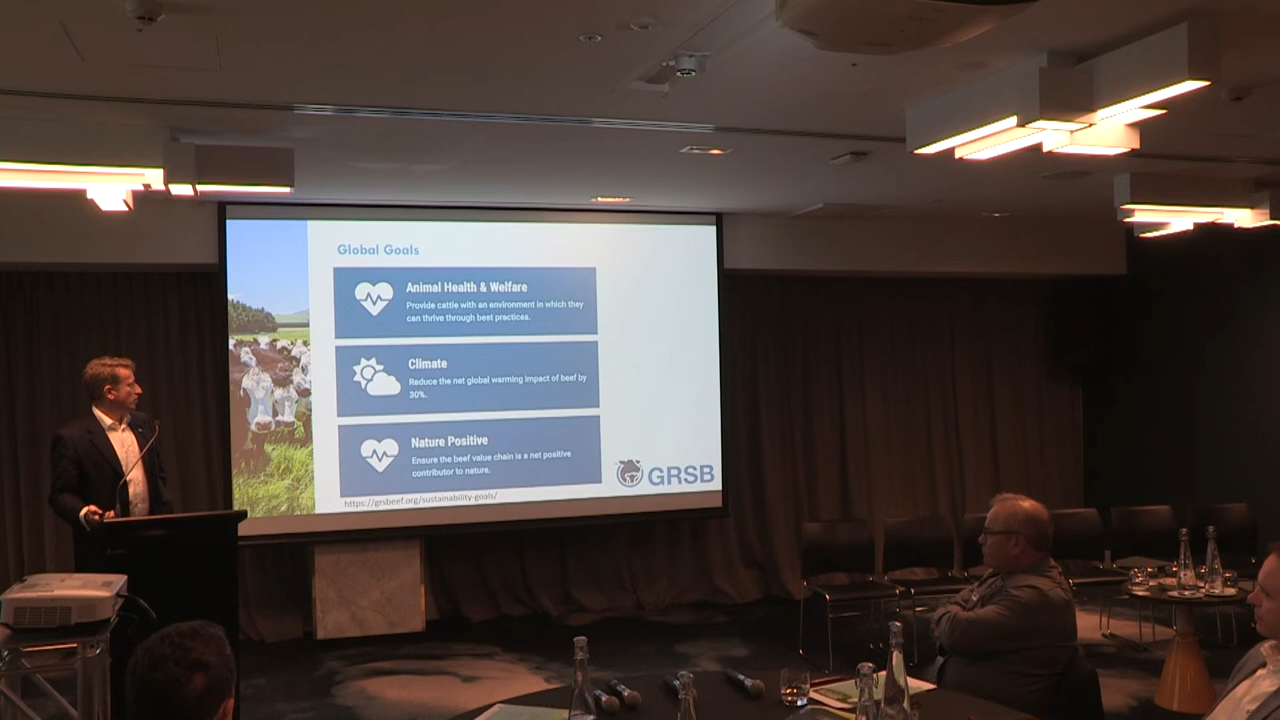 Global Goals
Animal Health & Welfare
Provide cattle with an environment in which they
can thrive through best practices.
Climate
Reduce the net global warming impact of beef by
30%.
Nature Positive
Ensure the beef value chain is a net positive
contributor to nature.
GRSB
https://grsbeef.org/sustainability-goals/